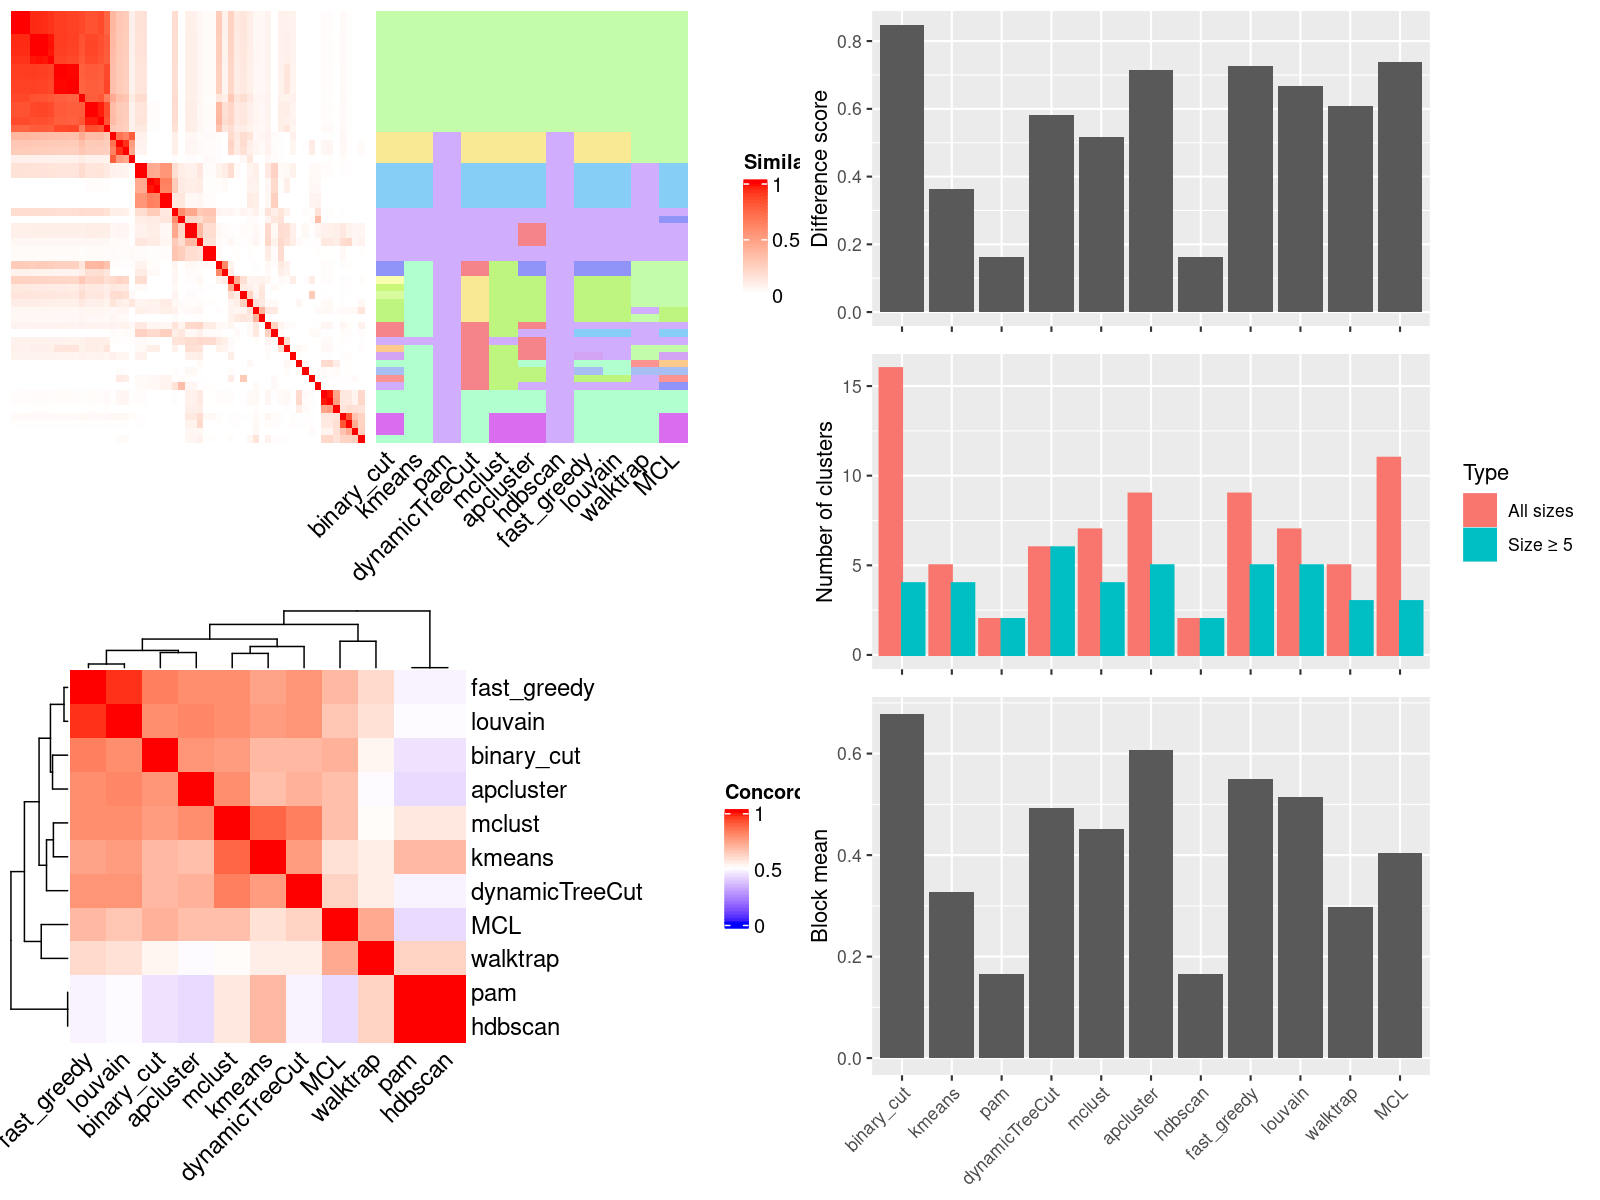 Simila
1
0.5
0
binary_cut
kmeans
pam
dynamicTreeCut
mclust
apcluster
hdbscan
fast_greedy
louvain
walktrap
MCL
fast_greedy
louvain
binary_cut
apcluster
mclust
kmeans
dynamicTreeCut
MCL
walktrap
pam
hdbscan
Concord
1
0.5
0
fast_greedy
louvain
binary_cut
apcluster
mclust
kmeans
dynamicTreeCut
MCL
walktrap
pam
hdbscan
Difference score
0.8
0.6
0.4
0.2
0.0
Number of clusters
15
10
5
0
Type
All sizes
Size ≥ 5
Block mean
0.6
0.4
0.2
0.0
binary_cut
kmeans
pam
dynamicTreeCut
mclust
apcluster
hdbscan
fast_greedy
louvain
walktrap
MCL